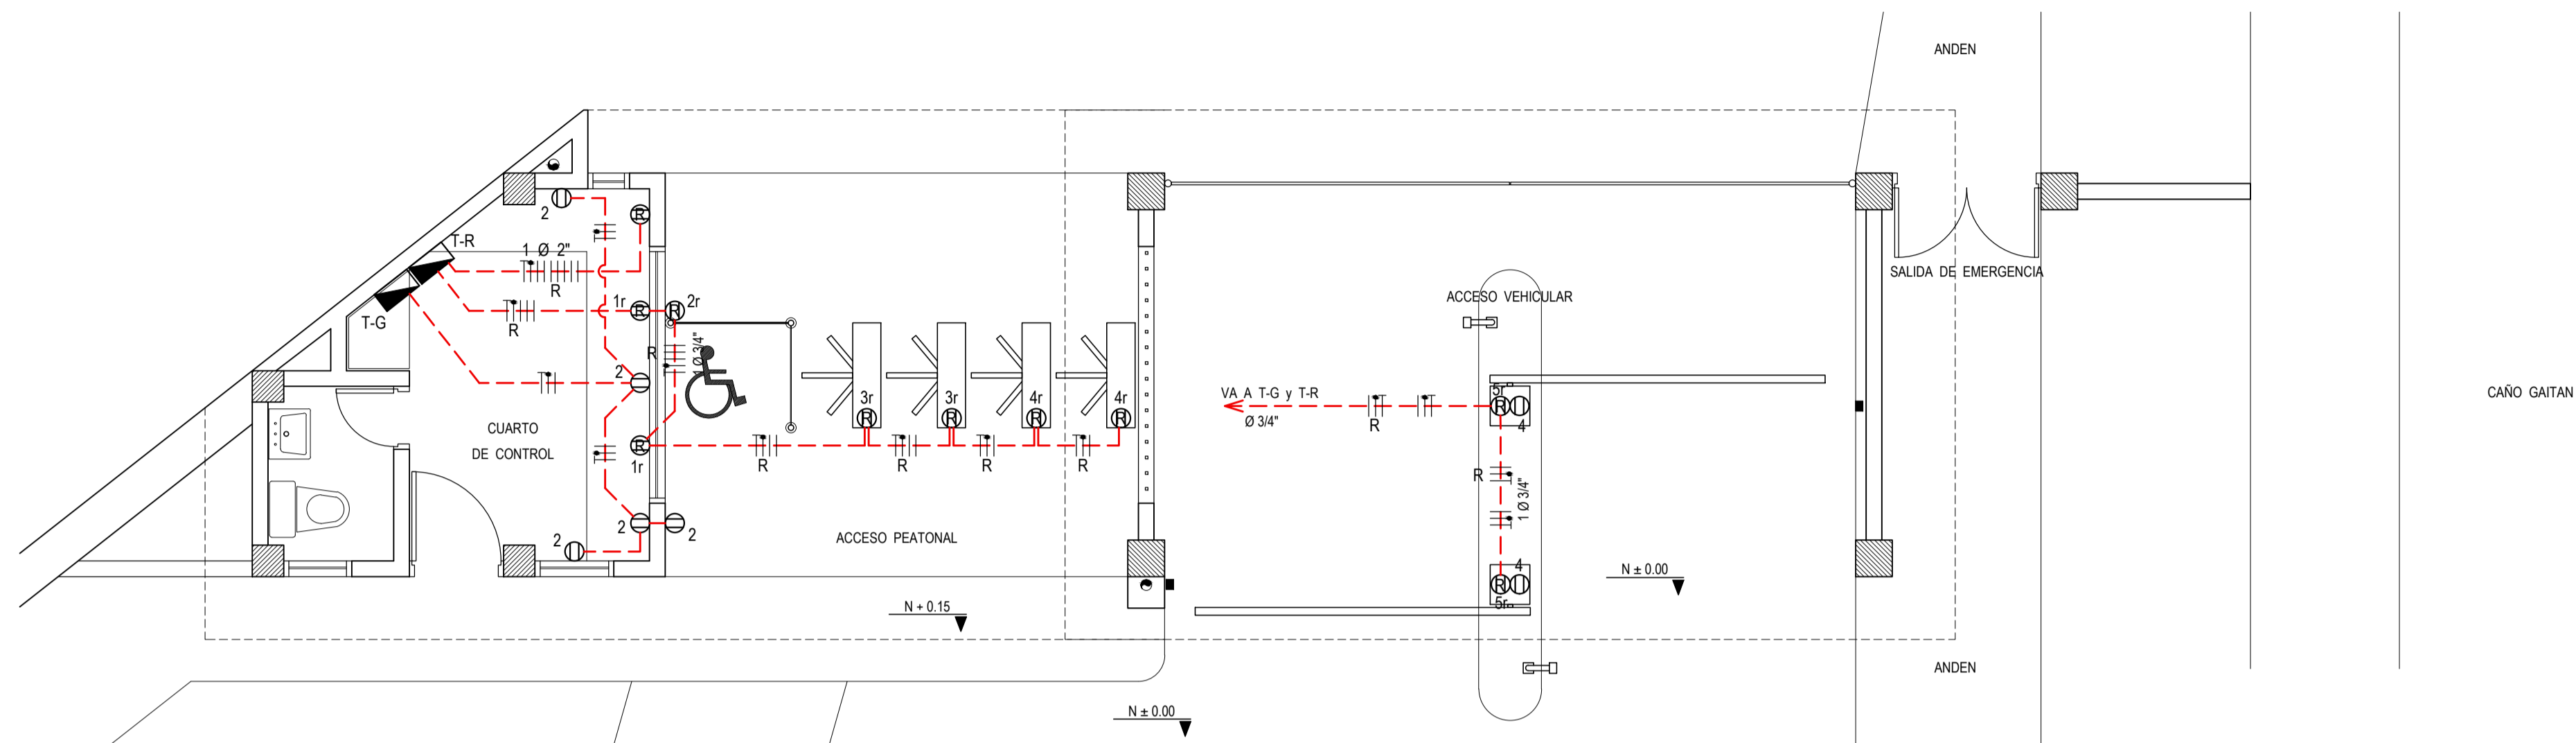 ANDEN
T-R
1 Ø 2"
R
2
R
R
T-G
R
1r
R
2r
R
R
1 Ø 3/4"
SALIDA DE EMERGENCIA
ACCESO VEHICULAR
2
3r
R
3r
R
4r
R
4r
R
VA A T-G y T-R
Ø 3/4"
R
5r
R
4
CAÑO GAITAN
CUARTO
DE CONTROL
R
1r
R
R
R
R
R
1 Ø 3/4"
2
2
2
ACCESO PEATONAL
4
R
5r
N ± 0.00
N + 0.15
ANDEN
N ± 0.00